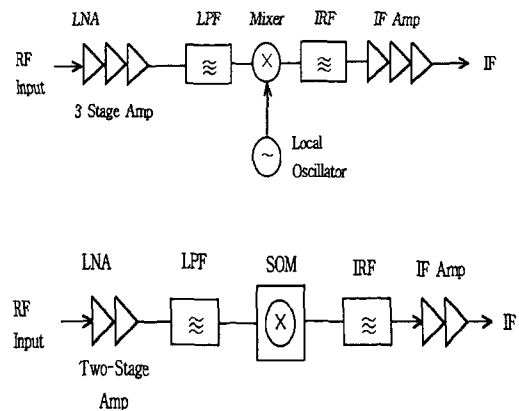 LNA LPF Mixer IRF IF Amp
RF
Input
IF
3 Stage Amp
Local
Oscillator
LNA LPF SOM IRF IF Amp
RF
Input
IF
Two-Stage
Amp